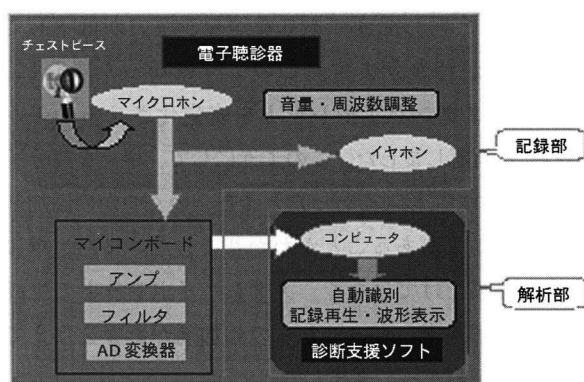 チェストピース
電子聴診器
マイクロホン
音量・周波数調整
イヤホン
記録部
マイコンボード
アンプ
フィルタ
AD変換器
コンピュータ
自動識別
記録再生・波形表示
診断支援ソフト
解析部